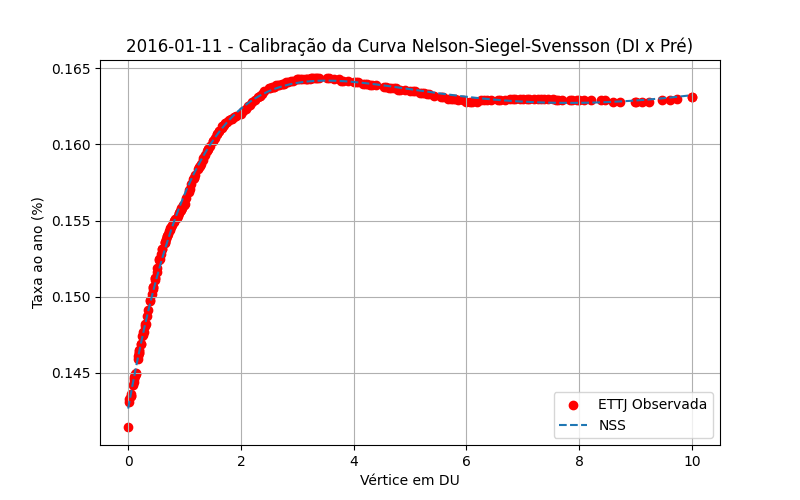 2016-01-11 - Calibração da Curva Nelson-Siegel-Svensson (DI x Pré)
0.165
0.160
0.155
0.150
0.145
Taxa ao ano (%)
ETTJ Observada
NSS
0 2 4 6 8 10
Vértice em DU